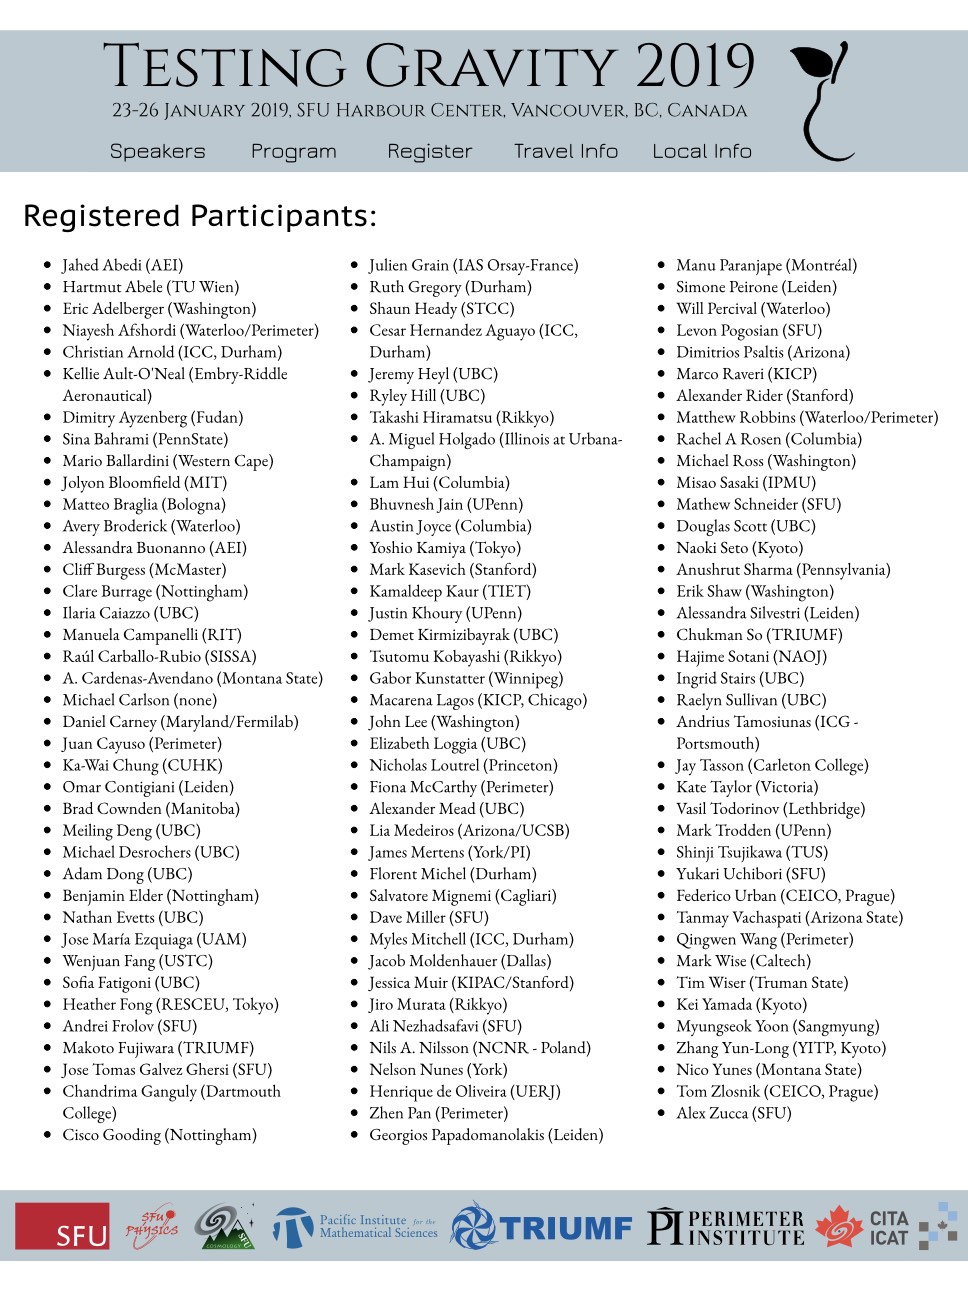 Testing Gravity 2019
23-26 January 2019, SFU Harbour Center, Vancouver, BC, Canada
Speakers Program Register Travel Info Local Info
Registered Participants:
Jahed Abedi (AEI)
Hartmut Abele (TU Wien)
Eric Adelberger (Washington)
Niayesh Afshordi (Waterloo/Perimeter)
Christian Arnold (ICC, Durham)
Kellie Ault-O'Neal (Embry-Riddle
Aeronautical)
Dimitry Ayzenberg (Fudan)
Sina Bahrami (PennState)
Mario Ballardini (Western Cape)
Jolyon Bloomfield (MIT)
Matteo Braglia (Bologna)
Avery Broderick (Waterloo)
Alessandra Buonanno (AEI)
Cliff Burgess (McMaster)
Clare Burrage (Nottingham)
Ilaria Caiazzo (UBC)
Manuela Campanelli (RIT)
Raúl Carballo-Rubio (SISSA)
A. Cardenas-Avendano (Montana State)
Michael Carlson (none)
Daniel Carney (Maryland/Fermilab)
Juan Cayuso (Perimeter)
Ka-Wai Chung (CUHK)
Omar Contigiani (Leiden)
Brad Cownden (Manitoba)
Meiling Deng (UBC)
Michael Desrochers (UBC)
Adam Dong (UBC)
Benjamin Elder (Nottingham)
Nathan Evetts (UBC)
Jose María Ezquiaga (UAM)
Wenjuan Fang (USTC)
Sofia Fatigoni (UBC)
Heather Fong (RESCEU, Tokyo)
Andrei Frolov (SFU)
Makoto Fujiwara (TRIUMF)
Jose Tomas Galvez Ghersi (SFU)
Chandrima Ganguly (Dartmouth
College)
Cisco Gooding (Nottingham)
Julien Grain (IAS Orsay-France)
Ruth Gregory (Durham)
Shaun Heady (STCC)
Cesar Hernandez Aguayo (ICC,
Durham)
Jeremy Heyl (UBC)
Ryley Hill (UBC)
Takashi Hiramatsu (Rikkyo)
A. Miguel Holgado (Illinois at Urbana-
Champaign)
Lam Hui (Columbia)
Bhuvnesh Jain (UPenn)
Austin Joyce (Columbia)
Yoshio Kamiya (Tokyo)
Mark Kasevich (Stanford)
Kamaldeep Kaur (TIET)
Justin Khoury (UPenn)
Demet Kirmizibayrak (UBC)
Tsutomu Kobayashi (Rikkyo)
Gabor Kunstatter (Winnipeg)
Macarena Lagos (KICP, Chicago)
John Lee (Washington)
Elizabeth Loggia (UBC)
Nicholas Loutrel (Princeton)
Fiona McCarthy (Perimeter)
Alexander Mead (UBC)
Lia Medeiros (Arizona/UCSB)
James Mertens (York/PI)
Florent Michel (Durham)
Salvatore Mignemi (Cagliari)
Dave Miller (SFU)
Myles Mitchell (ICC, Durham)
Jacob Moldenhauer (Dallas)
Jessica Muir (KIPAC/Stanford)
Jiro Murata (Rikkyo)
Ali Nezhadsafavi (SFU)
Nils A. Nilsson (NCNR - Poland)
Nelson Nunes (York)
Henrique de Oliveira (UERJ)
Zhen Pan (Perimeter)
Georgios Papadomanolakis (Leiden)
Manu Paranjape (Montréal)
Simone Peirone (Leiden)
Will Percival (Waterloo)
Levon Pogosian (SFU)
Dimitrios Psaltis (Arizona)
Marco Raveri (KICP)
Alexander Rider (Stanford)
Matthew Robbins (Waterloo/Perimeter)
Rachel A Rosen (Columbia)
Michael Ross (Washington)
Misao Sasaki (IPMU)
Mathew Schneider (SFU)
Douglas Scott (UBC)
Naoki Seto (Kyoto)
Anushrut Sharma (Pennsylvania)
Erik Shaw (Washington)
Alessandra Silvestri (Leiden)
Chukman So (TRIUMF)
Hajime Sotani (NAOJ)
Ingrid Stairs (UBC)
Raelyn Sullivan (UBC)
Andrius Tamosiunas (ICG -
Portsmouth)
Jay Tasson (Carleton College)
Kate Taylor (Victoria)
Vasil Todorinov (Lethbridge)
Mark Trodden (UPenn)
Shinji Tsujikawa (TUS)
Yukari Uchibori (SFU)
Federico Urban (CEICO, Prague)
Tanmay Vachaspati (Arizona State)
Qingwen Wang (Perimeter)
Mark Wise (Caltech)
Tim Wiser (Truman State)
Kei Yamada (Kyoto)
Myungseok Yoon (Sangmyung)
Zhang Yun-Long (YITP, Kyoto)
Nico Yunes (Montana State)
Tom Zlosnik (CEICO, Prague)
Alex Zucca (SFU)
SFU
SFU PHYSICS
COSMOLOGY SFU
Pacific Institute for the
Mathematical Sciences
TRIUMF
PI PERIMETER
INSTITUTE
CITA
ICAT